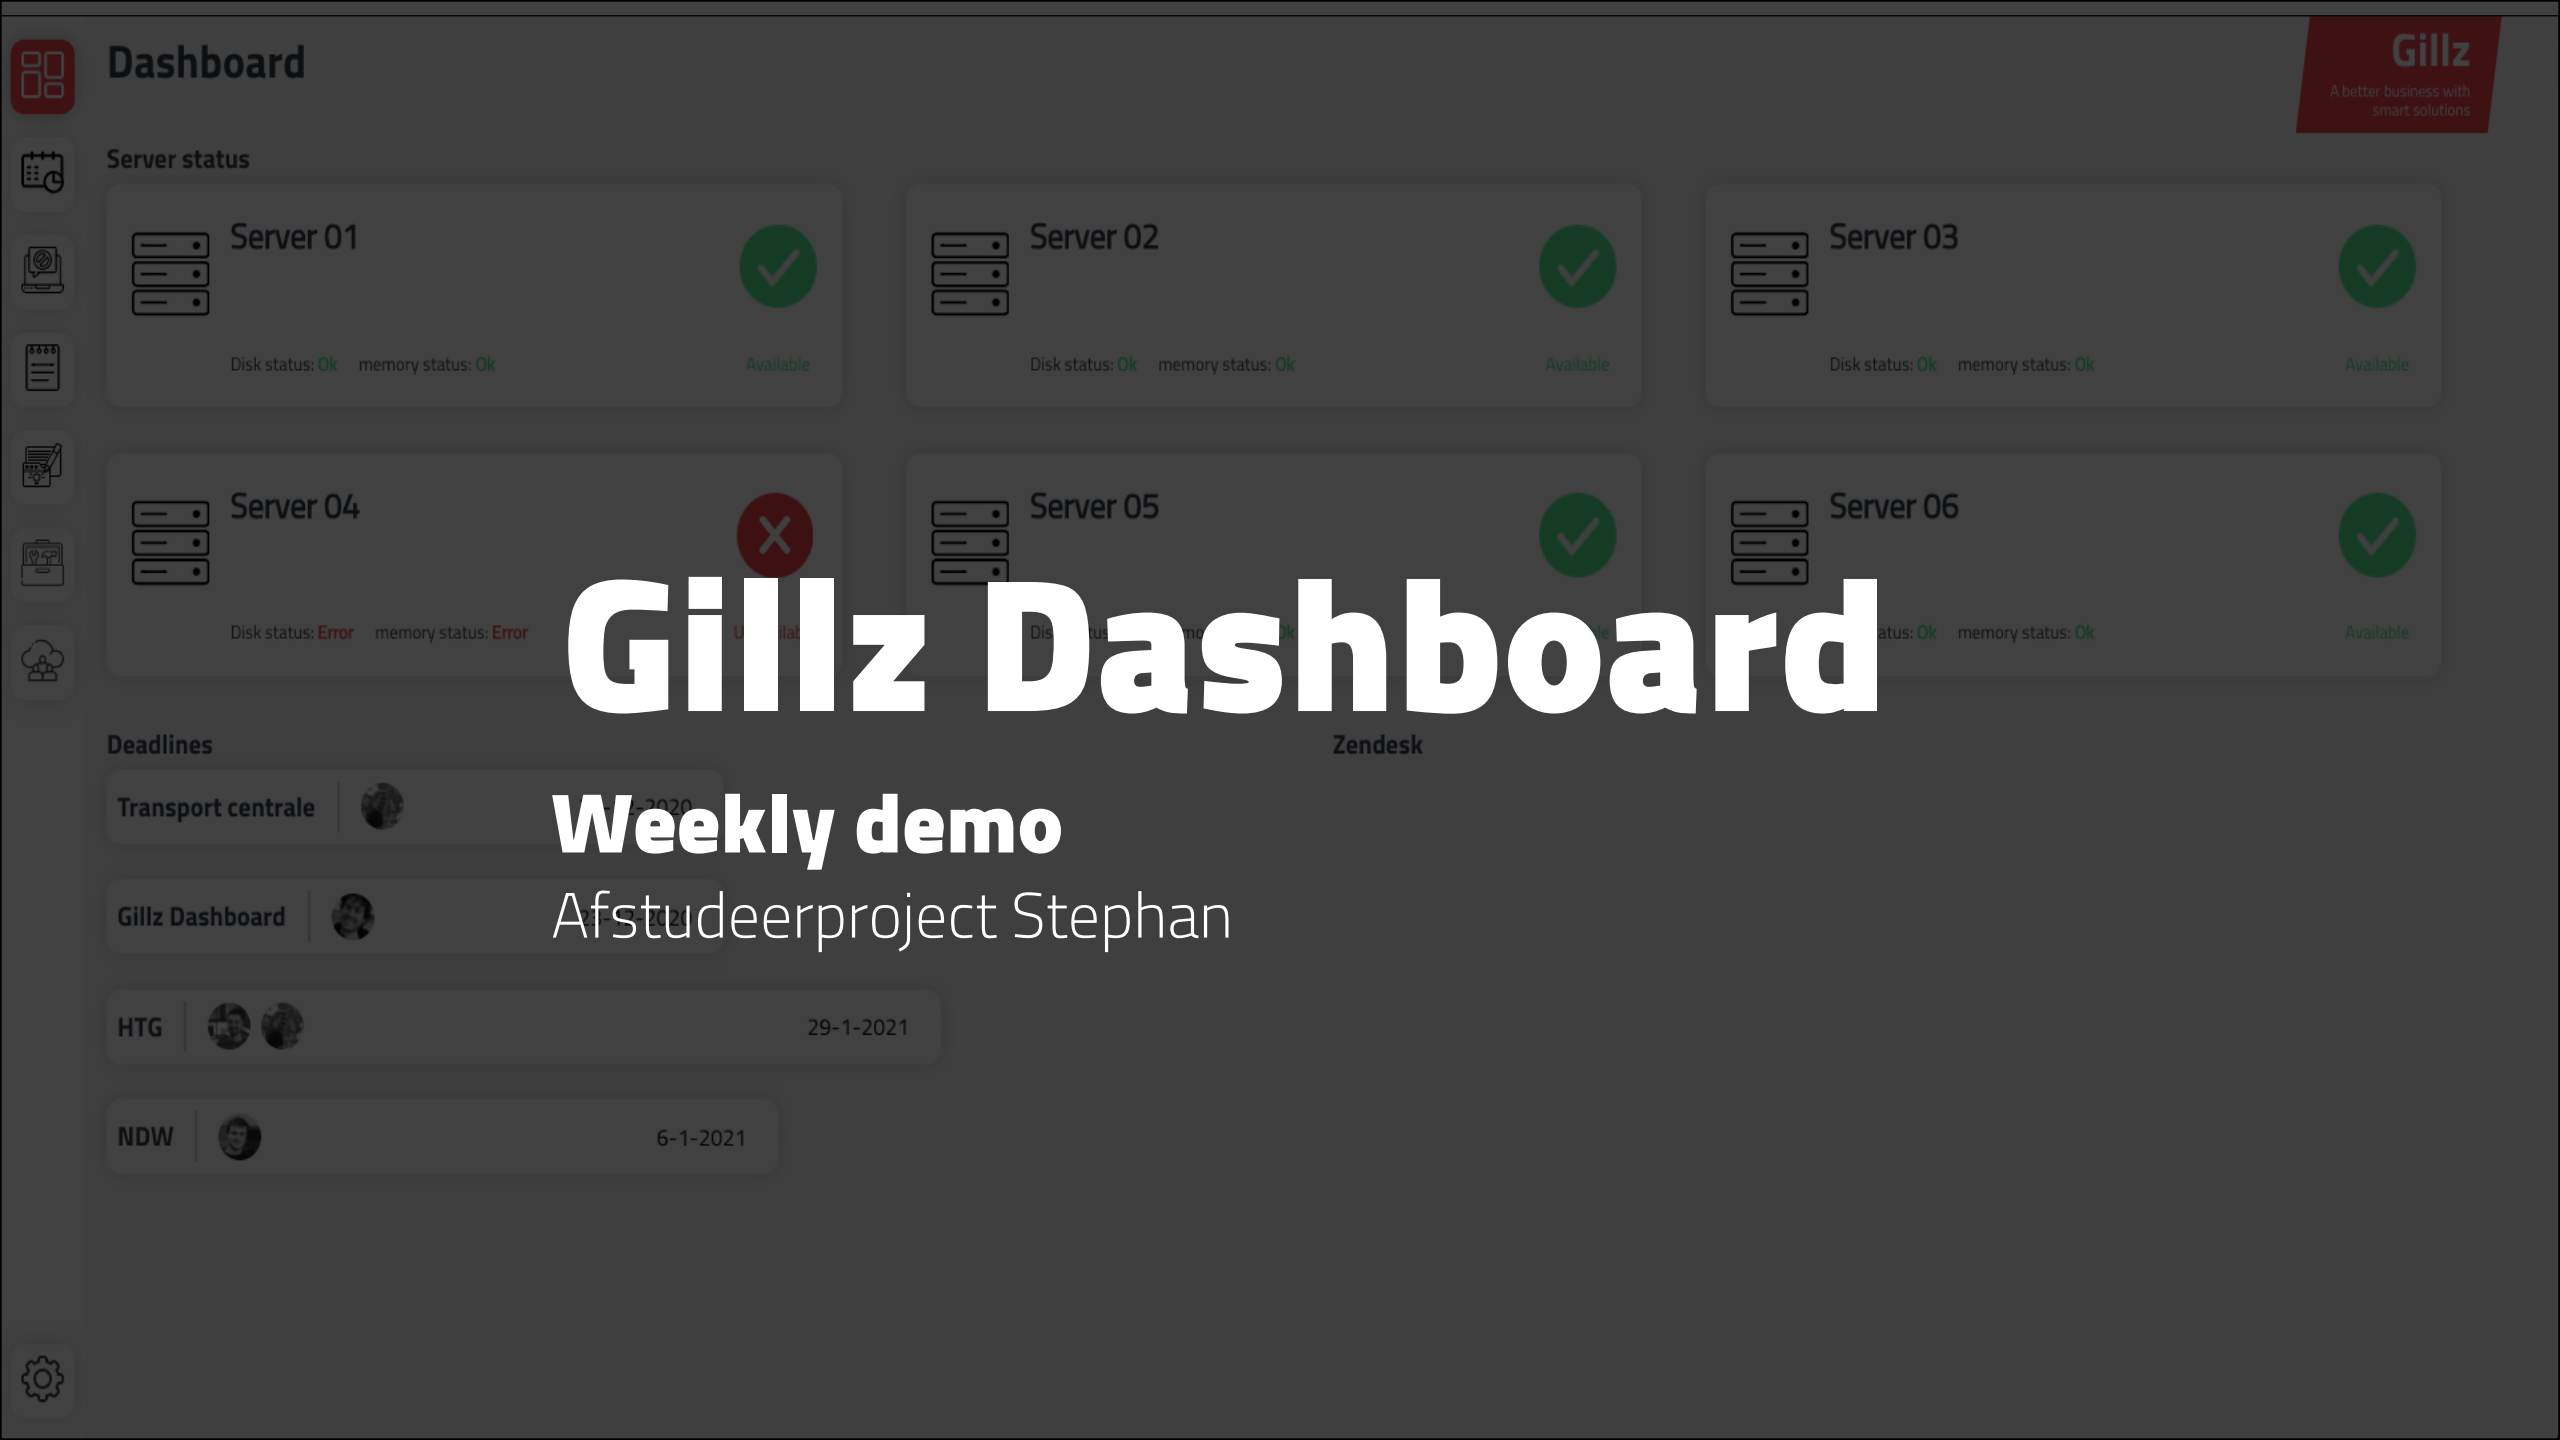 Dashboard
Gillz
A better business with
smart solutions
Server status
Server 01
Disk status: Ok memory status: Ok Available
Server 02
Disk status: Ok memory status: Ok Available
Server 03
Disk status: Ok memory status: Ok Available
Server 04
Disk status: Error memory status: Error
Server 05
Server 06
memory status: Ok Available
Gillz Dashboard
Deadlines
Zendesk
Transport centrale
Weekly demo
Gillz Dashboard
Afstudeerproject Stephan
HTG 29-1-2021
NDW 6-1-2021